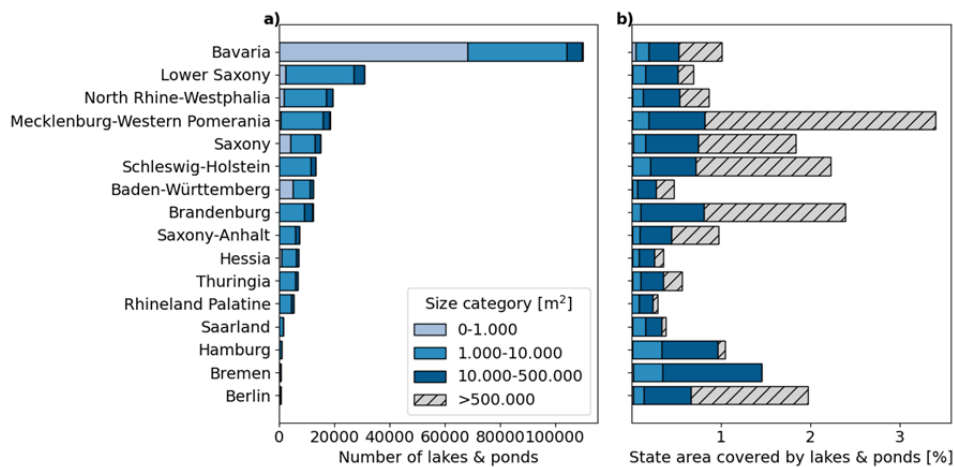 a)
b)
Bavaria
Lower Saxony
North Rhine-Westphalia
Mecklenburg-Western Pomerania
Saxony
Schleswig-Holstein
Baden-Württemberg
Brandenburg
Saxony-Anhalt
Hessia
Thuringia
Rhineland Palatine
Saarland
Hamburg
Bremen
Berlin
Size category [m²]
0-1.000
1.000-10.000
10.000-500.000
>500.000
0 20000 40000 60000 80000100000
Number of lakes & ponds
1 2 3
State area covered by lakes & ponds [%]